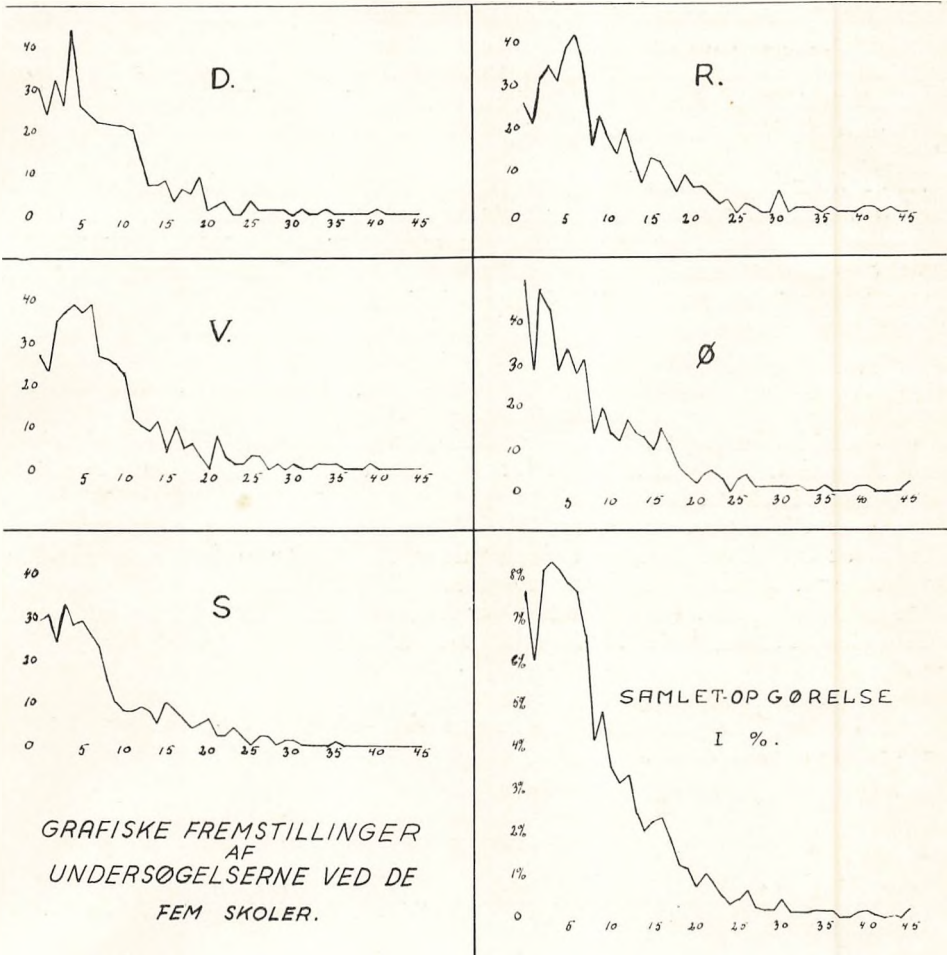 D.
40
30
20
10
0
5 10 15 20 25 30 35 40 45
R.
40
30
20
10
0
5 10 15 20 25 30 35 40 45
V.
40
30
20
10
0
5 10 15 20 25 30 35 40 45
Ø
40
30
20
10
0
5 10 15 20 25 30 35 40 45
S
40
30
20
10
0
5 10 15 20 25 30 35 40 45
SAMLET-OPGØRELSE
I %.
8%
7%
6%
5%
4%
3%
2%
1%
0
5 10 15 20 25 30 35 40 45
GRAFISKE FREMSTILLINGER
AF
UNDERSØGELSERNE VED DE
FEM SKOLER.